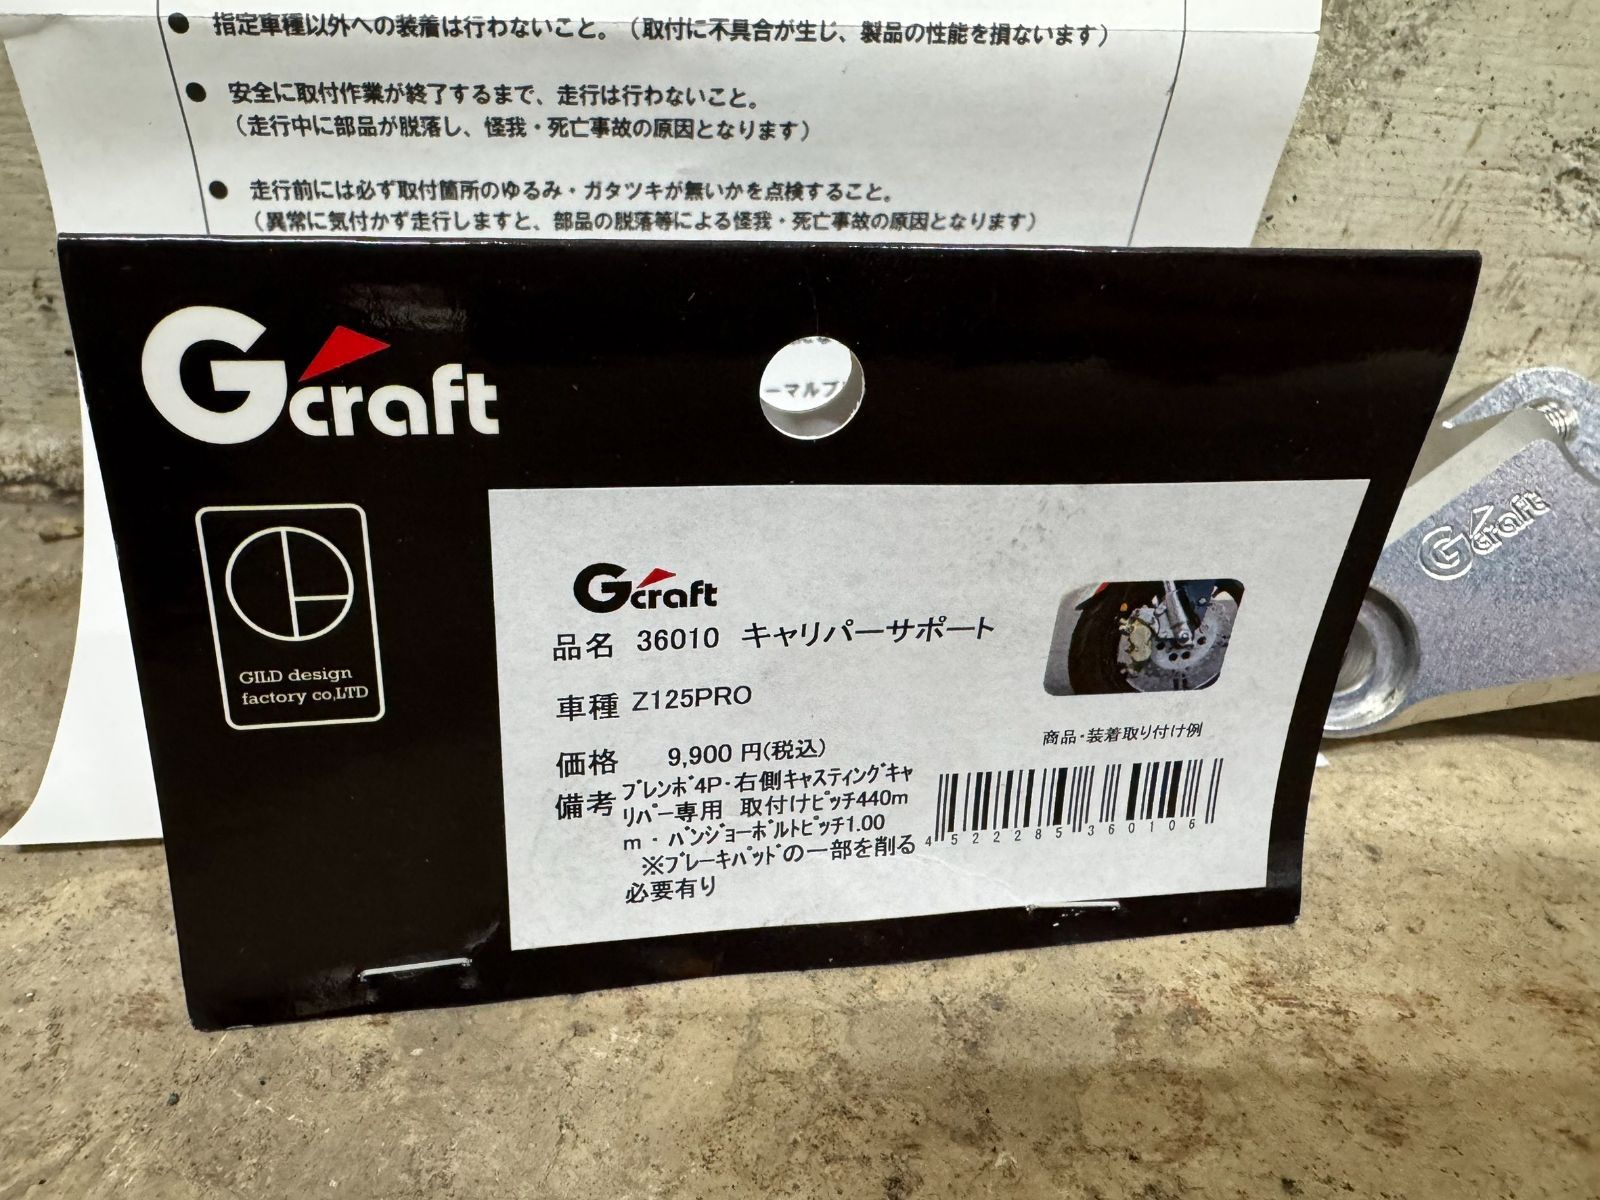 ● 指定車種以外への装着は行わないこと。（取付に不具合が生じ、製品の性能を損ないます）
● 安全に取付作業が終了するまで、走行は行わないこと。
（走行中に部品が脱落し、怪我・死亡事故の原因となります）
● 走行前には必ず取付箇所のゆるみ・ガタツキが無いかを点検すること。
（異常に気付かず走行しますと、部品の脱落等による怪我・死亡事故の原因となります）
Gcraft
ーマルブ
GILD design
factory co,LTD
Gcraft
品名 36010 キャリパーサポート
車種 Z125PRO
価格 9,900 円(税込)
備考 ﾌﾞﾚﾝﾎﾞ4P･右側ｷｬｽﾃｨﾝｸﾞｷｬ
ﾘﾊﾟｰ専用 取付けﾋﾟｯﾁ440m
m ･ ﾊﾞﾝｼﾞｮｰﾎﾞﾙﾄﾋﾟｯﾁ1.00
※ﾌﾞﾚｰｷﾊﾟｯﾄﾞの一部を削る
必要有り
商品・装着取り付け例
4522285360106
Gcraft